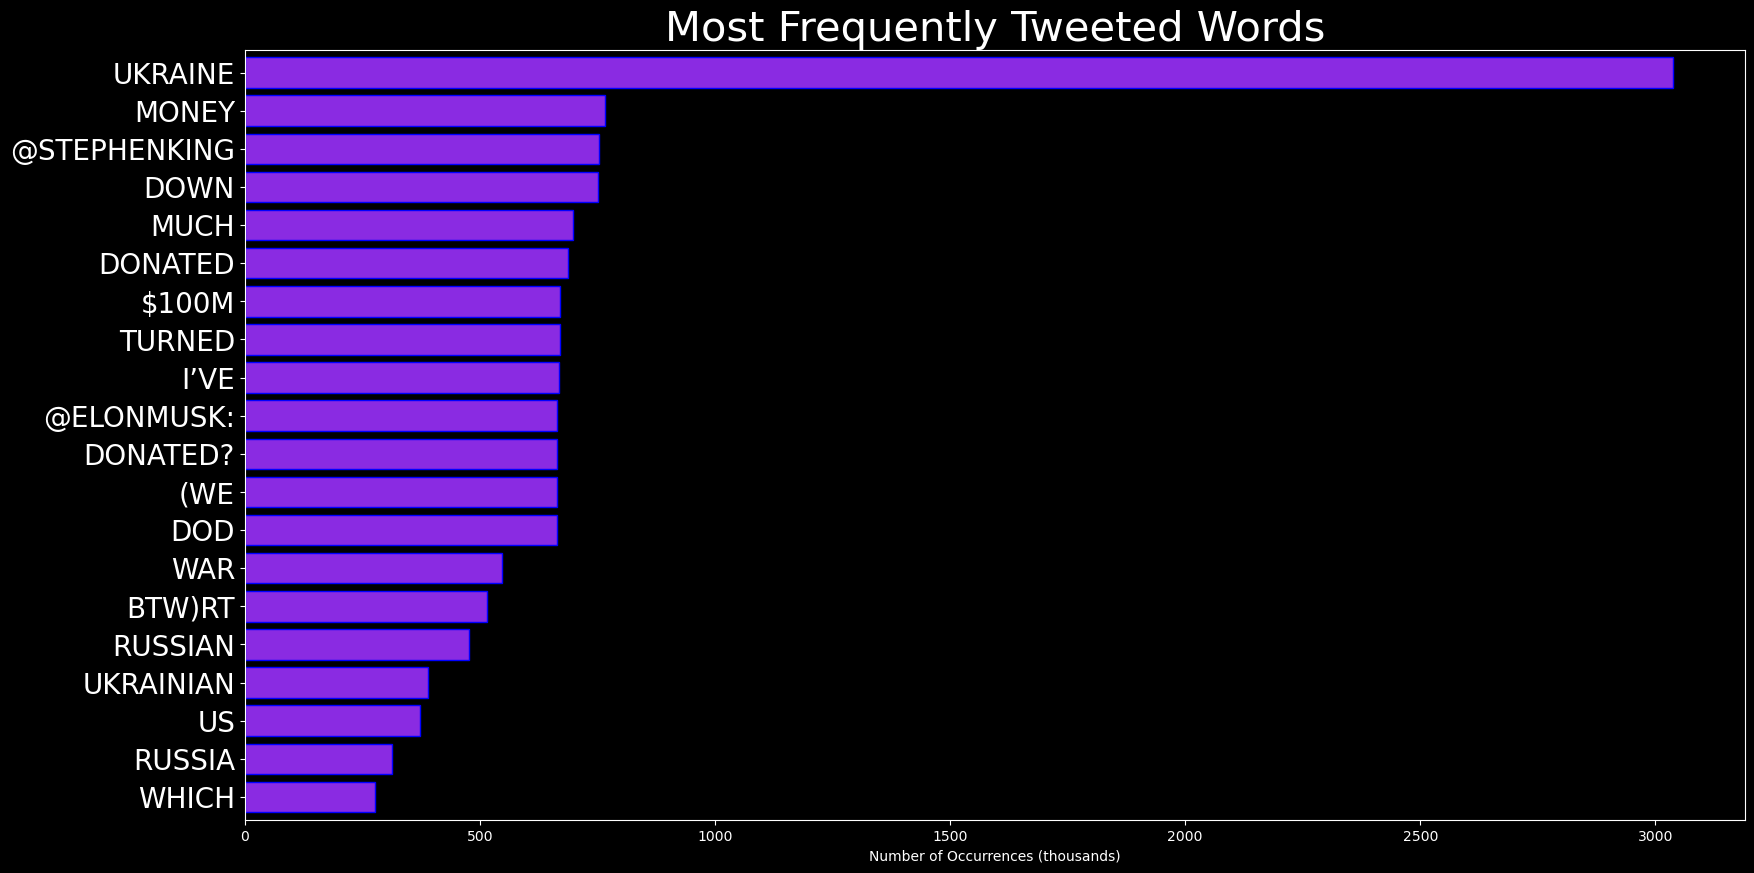 Most Frequently Tweeted Words
UKRAINE
MONEY
@STEPHENKING
DOWN
MUCH
DONATED
$100M
TURNED
I’VE
@ELONMUSK:
DONATED?
(WE
DOD
WAR
BTW)RT
RUSSIAN
UKRAINIAN
US
RUSSIA
WHICH
0 500 1000 1500 2000 2500 3000
Number of Occurrences (thousands)